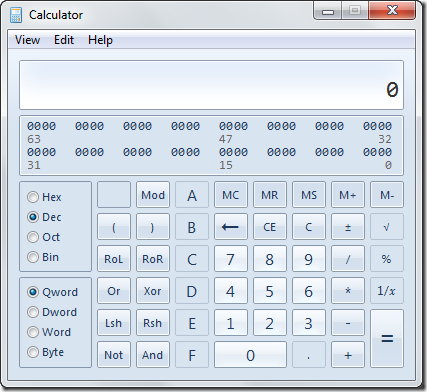 Calculator
View Edit Help
0
0000 0000 0000 0000 0000 0000 0000 0000
63 47 32
0000 0000 0000 0000 0000 0000 0000 0000
31 15 0
Hex Mod A MC MR MS M+ M-
Dec ( ) B ← CE C ± √
Oct RoL RoR C 7 8 9 / %
Bin
Qword Or Xor D 4 5 6 * 1/x
Dword
Word Lsh Rsh E 1 2 3 - =
Byte Not And F 0 . +